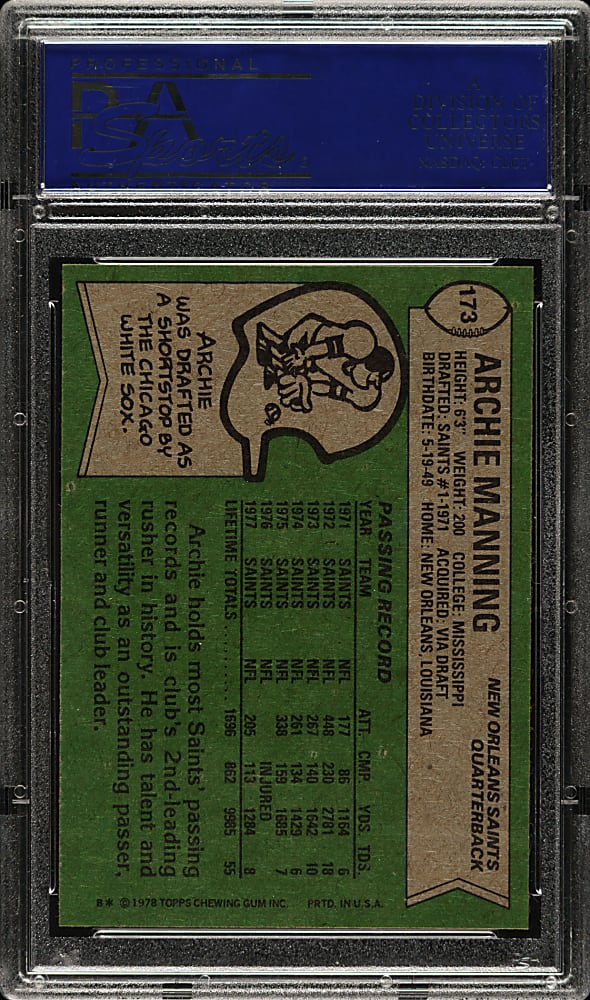 PROFESSIONAL
PSA
A
DIVISION OF
COLLECTORS
UNIVERSE
NASDAQ: CLCT
173
ARCHIE MANNING
NEW ORLEANS SAINTS
QUARTERBACK
HEIGHT: 6'3" WEIGHT: 200 COLLEGE: MISSISSIPPI
DRAFTED: SAINTS #1-1971 ACQUIRED: VIA DRAFT
BIRTHDATE: 5-19-49 HOME: NEW ORLEANS, LOUISIANA
ARCHIE
WAS DRAFTED AS
A SHORTSTOP BY
THE CHICAGO
WHITE SOX.
PASSING RECORD
YEAR TEAM ATT. CMP. YDS. TDS.
1971 SAINTS NFL 177 86 1164 6
1972 SAINTS NFL 448 230 2781 18
1973 SAINTS NFL 267 140 1642 10
1974 SAINTS NFL 261 134 1429 6
1975 SAINTS NFL 338 159 1685 7
1976 SAINTS NFL INJURED
1977 SAINTS NFL 205 113 1284 8
LIFETIME TOTALS.......... 1696 862 9985 55
Archie holds most Saints' passing
records and is club's 2nd-leading
rusher in history. He has talent and
versatility as an outstanding passer,
runner and club leader.
B* © 1978 TOPPS CHEWING GUM INC. PRTD. IN U.S.A.